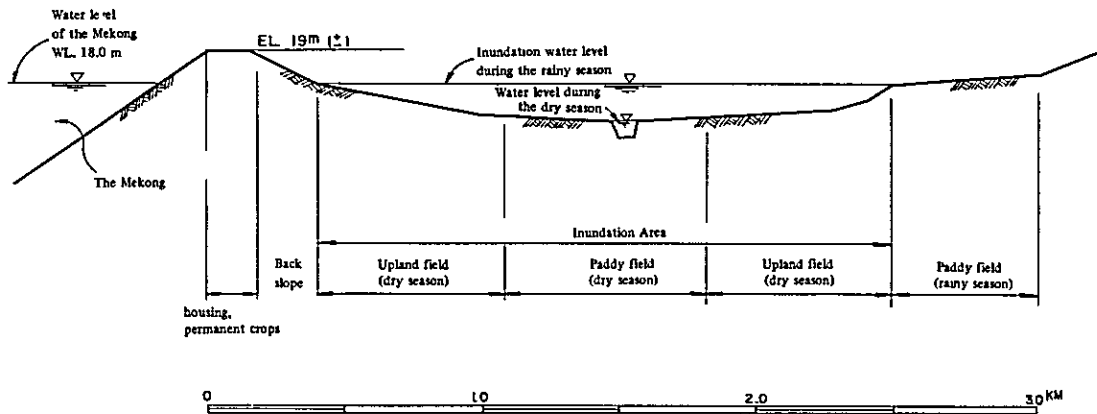 Water level
of the Mekong
WL. 18.0 m
EL. 19m (±)
Inundation water level
during the rainy season
Water level during
the dry season
The Mekong
Inundation Area
Back
slope
Upland field
(dry season)
Paddy field
(dry season)
Upland field
(dry season)
Paddy field
(rainy season)
housing,
permanent crops
0 1.0 2.0 3.0 KM